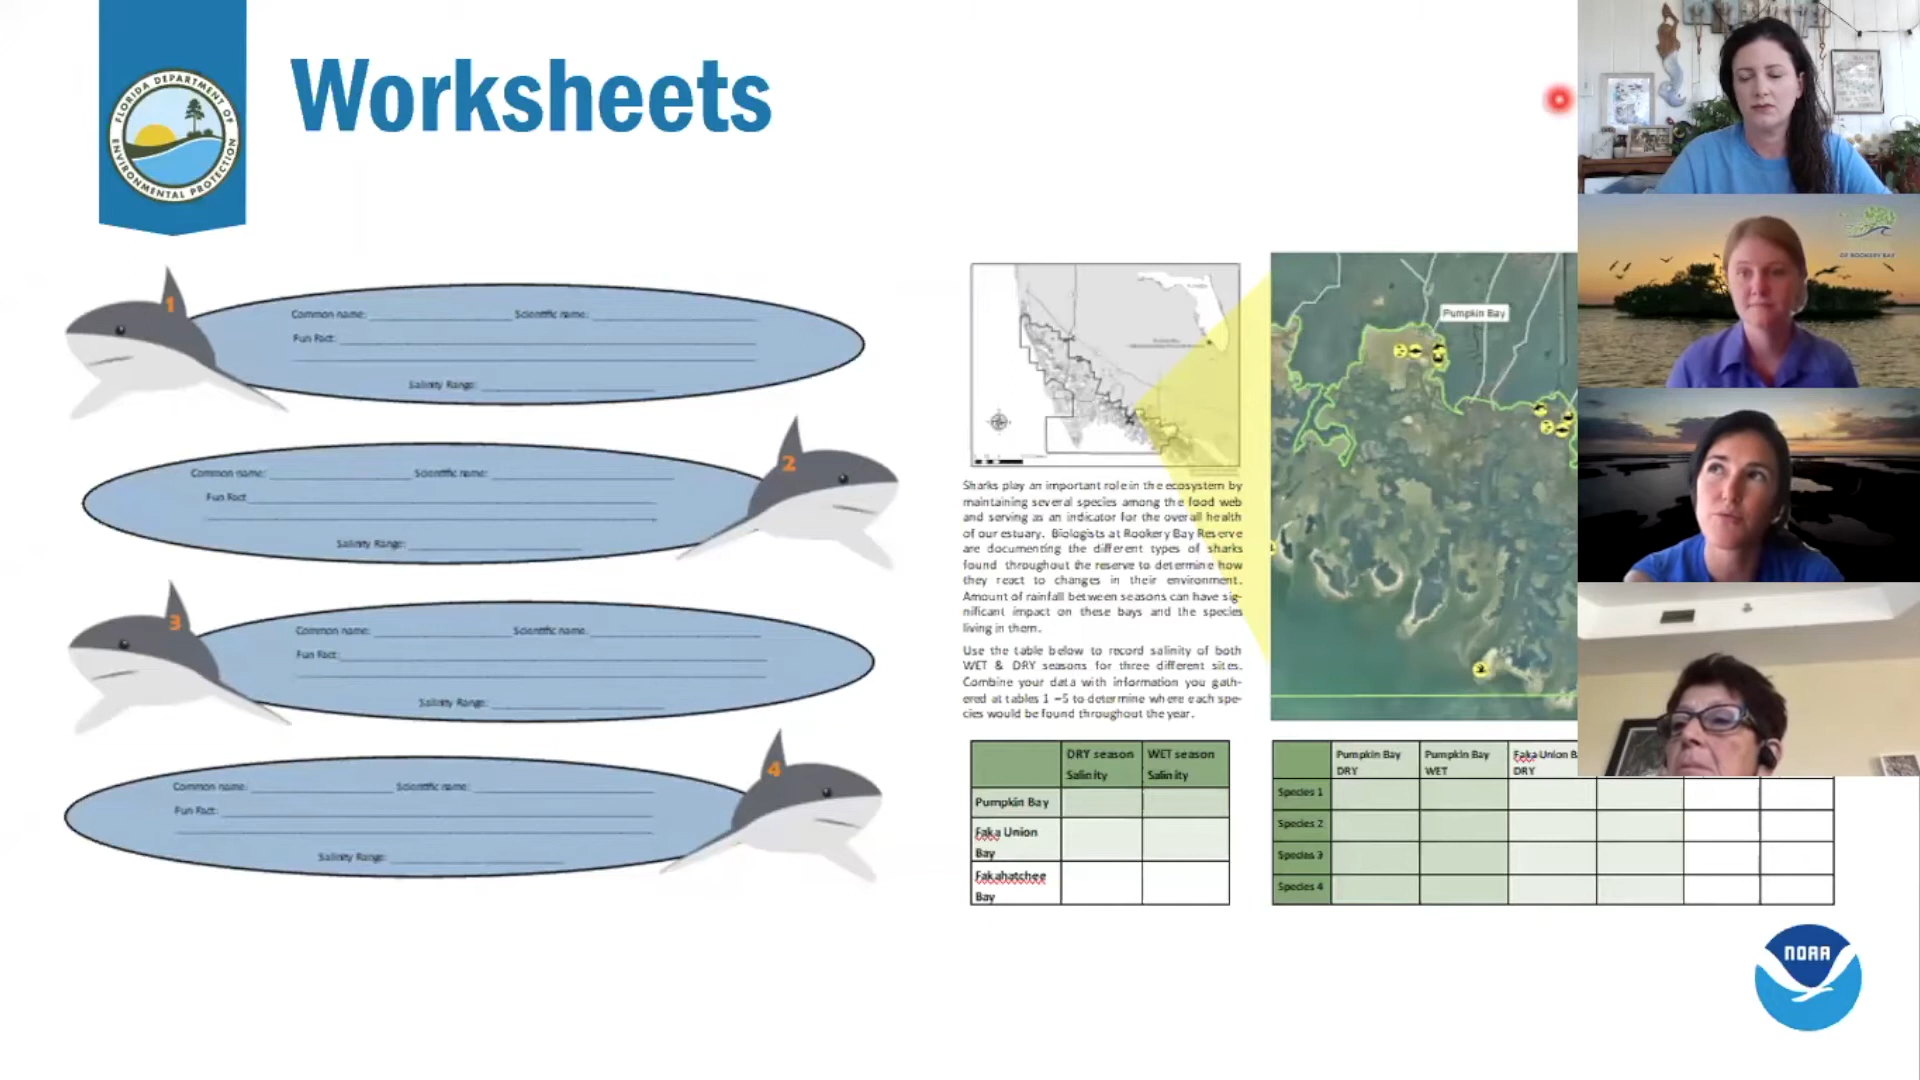 FLORIDA DEPARTMENT OF
ENVIRONMENTAL PROTECTION
Worksheets
1
Common name: Scientific name:
Fun Fact:
Salinity Range:
2
Common name: Scientific name:
Fun Fact
Salinity Range:
3
Common name: Scientific name:
Fun Fact:
Salinity Range:
4
Common name: Scientific name:
Fun Fact:
Salinity Range:
Pumpkin Bay
Sharks play an important role in the ecosystem by
maintaining several species among the food web
and serving as an indicator for the overall health
of our estuary. Biologists at Rookery Bay Reserve
are documenting the different types of sharks
found throughout the reserve to determine how
they react to changes in their environment.
Amount of rainfall between seasons can have sig-
nificant impact on these bays and the species
living in them.
Use the table below to record salinity of both
WET & DRY seasons for three different sites.
Combine your data with information you gath-
ered at tables 1 –5 to determine where each spe-
cies would be found throughout the year.
DRY season WET season
Salinity Salinity
Pumpkin Bay
Faka Union
Bay
Fakahatchee
Bay
Pumpkin Bay Pumpkin Bay Faka Union B
DRY WET DRY
Species 1
Species 2
Species 3
Species 4
OF ROOKERY BAY
NOAA